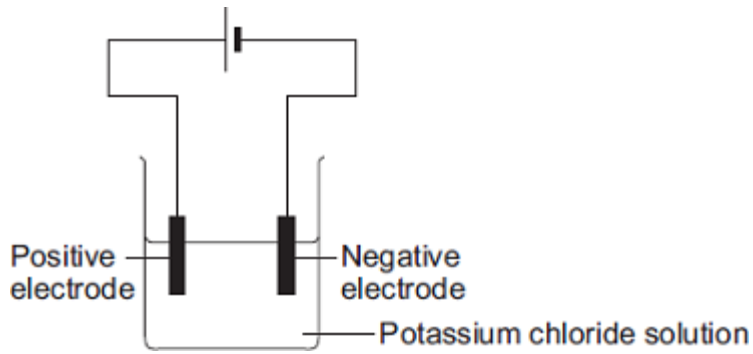 Positive
electrode
Negative
electrode
Potassium chloride solution